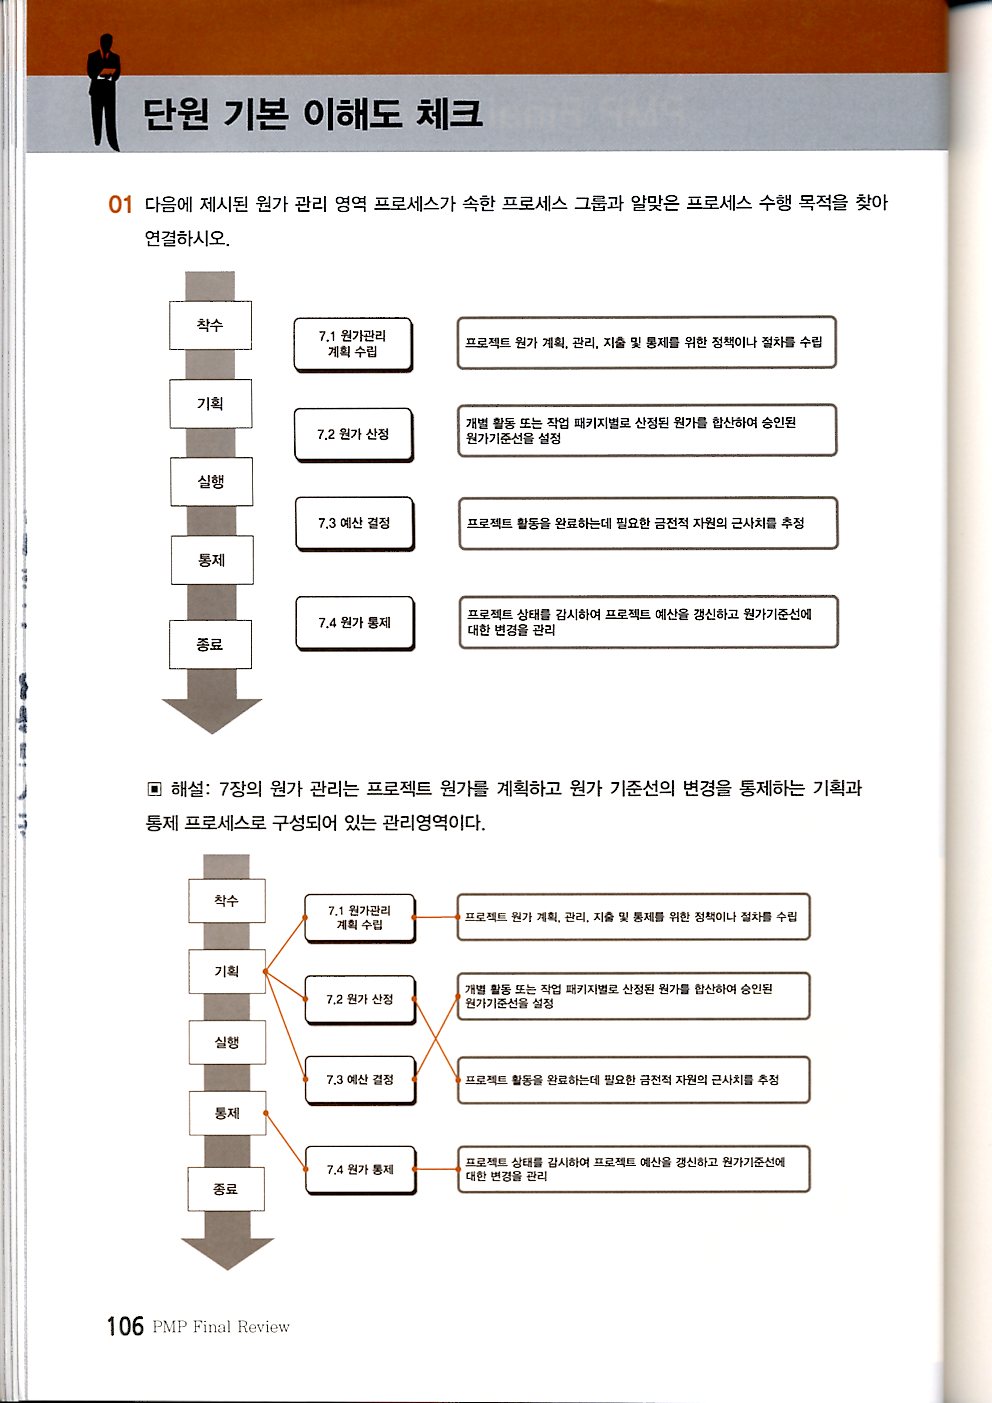 단원 기본 이해도 체크
01 다음에 제시된 원가 관리 영역 프로세스가 속한 프로세스 그룹과 알맞은 프로세스 수행 목적을 찾아
연결하시오.
착수
기획
실행
통제
종료
7.1 원가관리
계획 수립
7.2 원가 산정
7.3 예산 결정
7.4 원가 통제
프로젝트 원가 계획, 관리, 지출 및 통제를 위한 정책이나 절차를 수립
개별 활동 또는 작업 패키지별로 산정된 원가를 합산하여 승인된
원가기준선을 설정
프로젝트 활동을 완료하는데 필요한 금전적 자원의 근사치를 추정
프로젝트 상태를 감시하여 프로젝트 예산을 갱신하고 원가기준선에
대한 변경을 관리
▣ 해설: 7장의 원가 관리는 프로젝트 원가를 계획하고 원가 기준선의 변경을 통제하는 기획과
통제 프로세스로 구성되어 있는 관리영역이다.
착수
기획
실행
통제
종료
7.1 원가관리
계획 수립
7.2 원가 산정
7.3 예산 결정
7.4 원가 통제
프로젝트 원가 계획, 관리, 지출 및 통제를 위한 정책이나 절차를 수립
개별 활동 또는 작업 패키지별로 산정된 원가를 합산하여 승인된
원가기준선을 설정
프로젝트 활동을 완료하는데 필요한 금전적 자원의 근사치를 추정
프로젝트 상태를 감시하여 프로젝트 예산을 갱신하고 원가기준선에
대한 변경을 관리
106 PMP Final Review